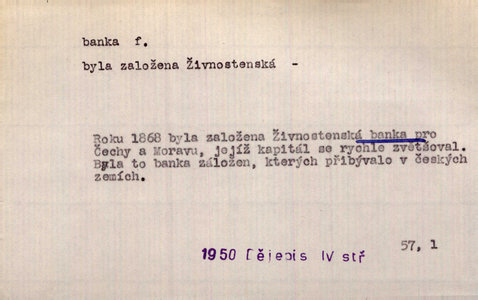 banka f.
byla založena Živnostenská -
Roku 1868 byla založena Živnostenská banka pro
Čechy a Moravu, jejíž kapitál se rychle zvětšoval.
Byla to banka záložen, kterých přibývalo v českých
zemích.
57, 1
1950 Dějepis IV stř